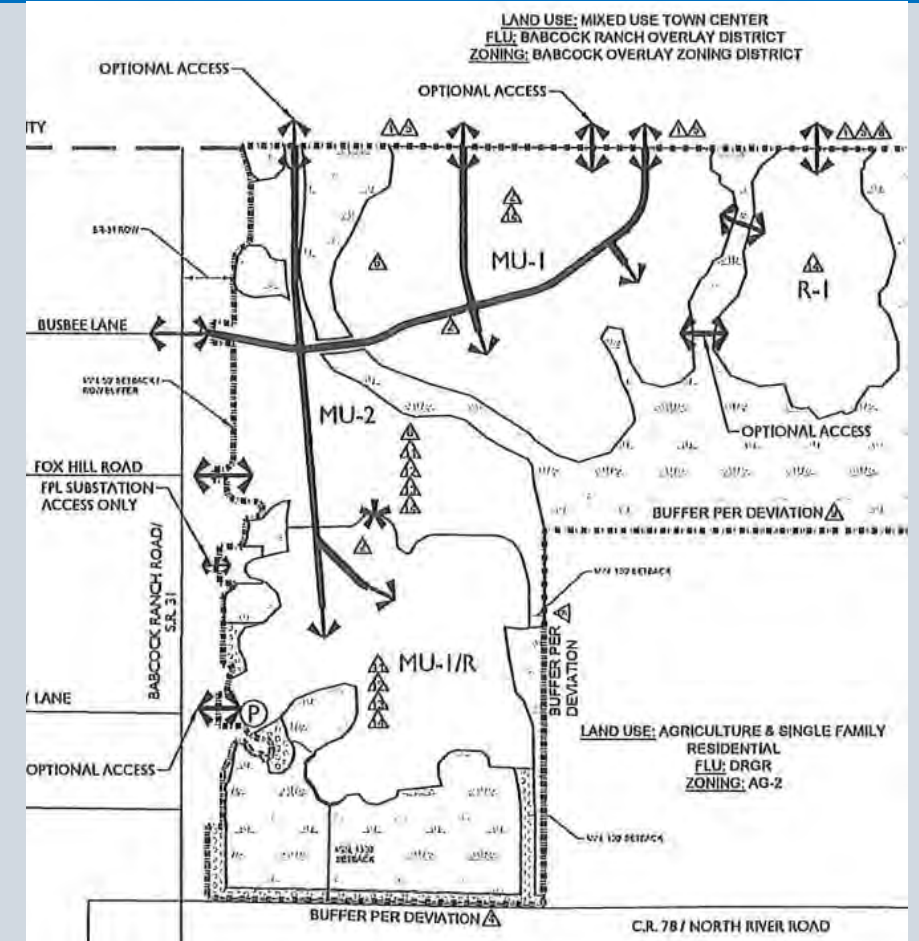 LAND USE: MIXED USE TOWN CENTER
FLU: BABCOCK RANCH OVERLAY DISTRICT
ZONING: BABCOCK OVERLAY ZONING DISTRICT
OPTIONAL ACCESS
OPTIONAL ACCESS
TY
MU-1
R-1
BUSBEE LANE
MU-2
OPTIONAL ACCESS
FOX HILL ROAD
FPL SUBSTATION
ACCESS ONLY
BUFFER PER DEVIATION
BABCOCK RANCH ROAD/
S.R. 31
BUFFER PER
DEVIATION
MU-1/R
LANE
P
OPTIONAL ACCESS
LAND USE: AGRICULTURE & SINGLE FAMILY
RESIDENTIAL
FLU: DRGR
ZONING: AG-2
BUFFER PER DEVIATION
C.R. 78 / NORTH RIVER ROAD